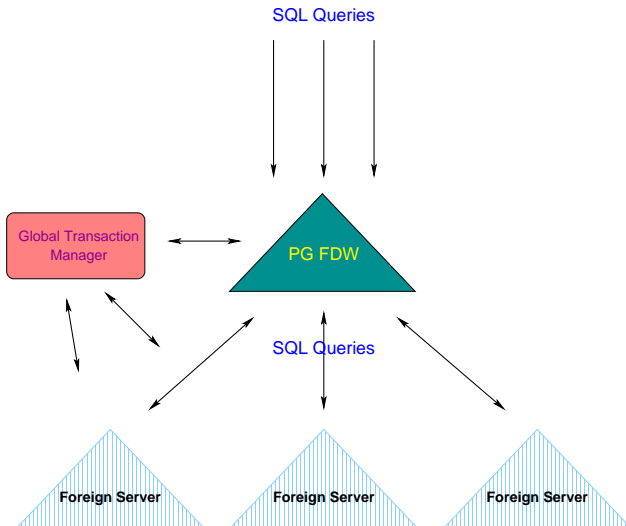 SQL Queries
Global Transaction
Manager
PG FDW
SQL Queries
Foreign Server
Foreign Server
Foreign Server